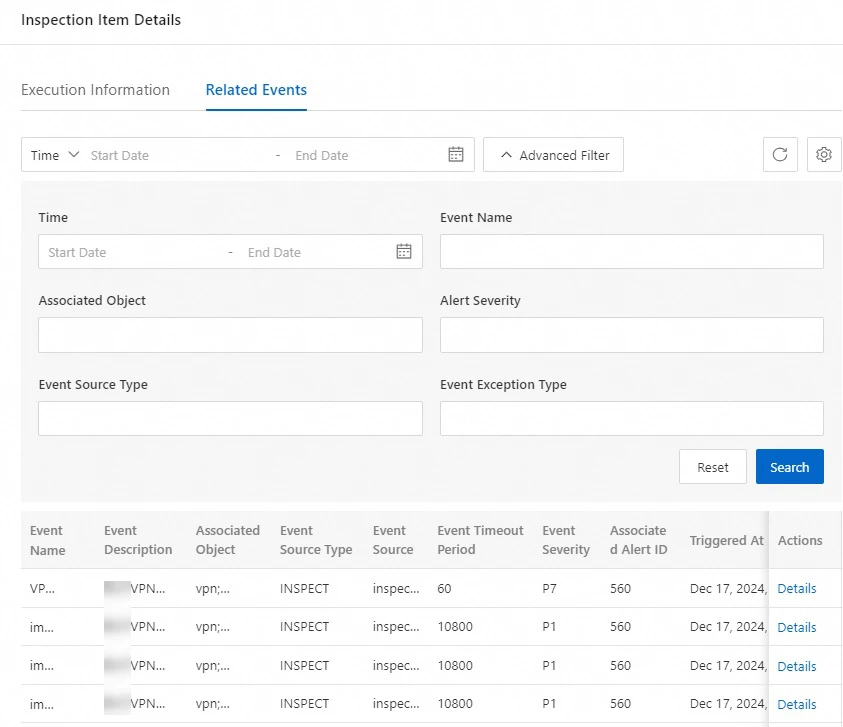 Inspection Item Details
Execution Information Related Events
Time Start Date - End Date Advanced Filter
Time Event Name
Start Date - End Date
Associated Object Alert Severity
Event Source Type Event Exception Type
Reset Search
Event Event Associated Event Event Event Timeout Event Associate Triggered At Actions
Name Description Object Source Type Source Period Severity d Alert ID
VP... VPN... vpn;... INSPECT inspec... 60 P7 560 Dec 17, 2024, Details
im... VPN... vpn;... INSPECT inspec... 10800 P1 560 Dec 17, 2024, Details
im... VPN... vpn;... INSPECT inspec... 10800 P1 560 Dec 17, 2024, Details
im... VPN... vpn;... INSPECT inspec... 10800 P1 560 Dec 17, 2024, Details